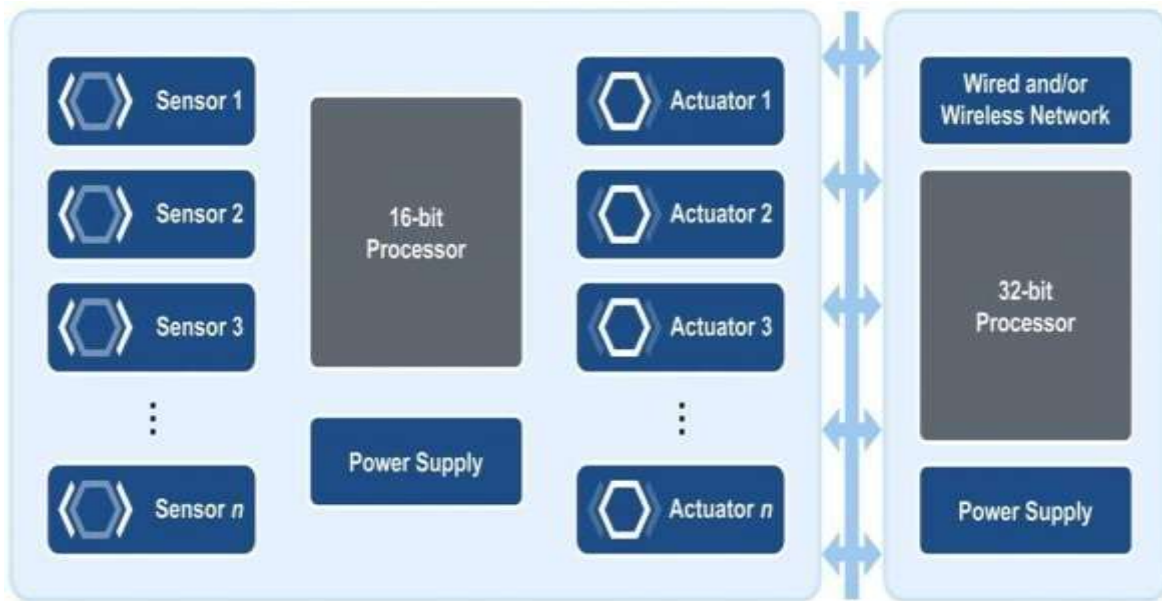 Sensor 1
Sensor 2
Sensor 3
Sensor n
16-bit
Processor
Power Supply
Actuator 1
Actuator 2
Actuator 3
Actuator n
Wired and/or
Wireless Network
32-bit
Processor
Power Supply